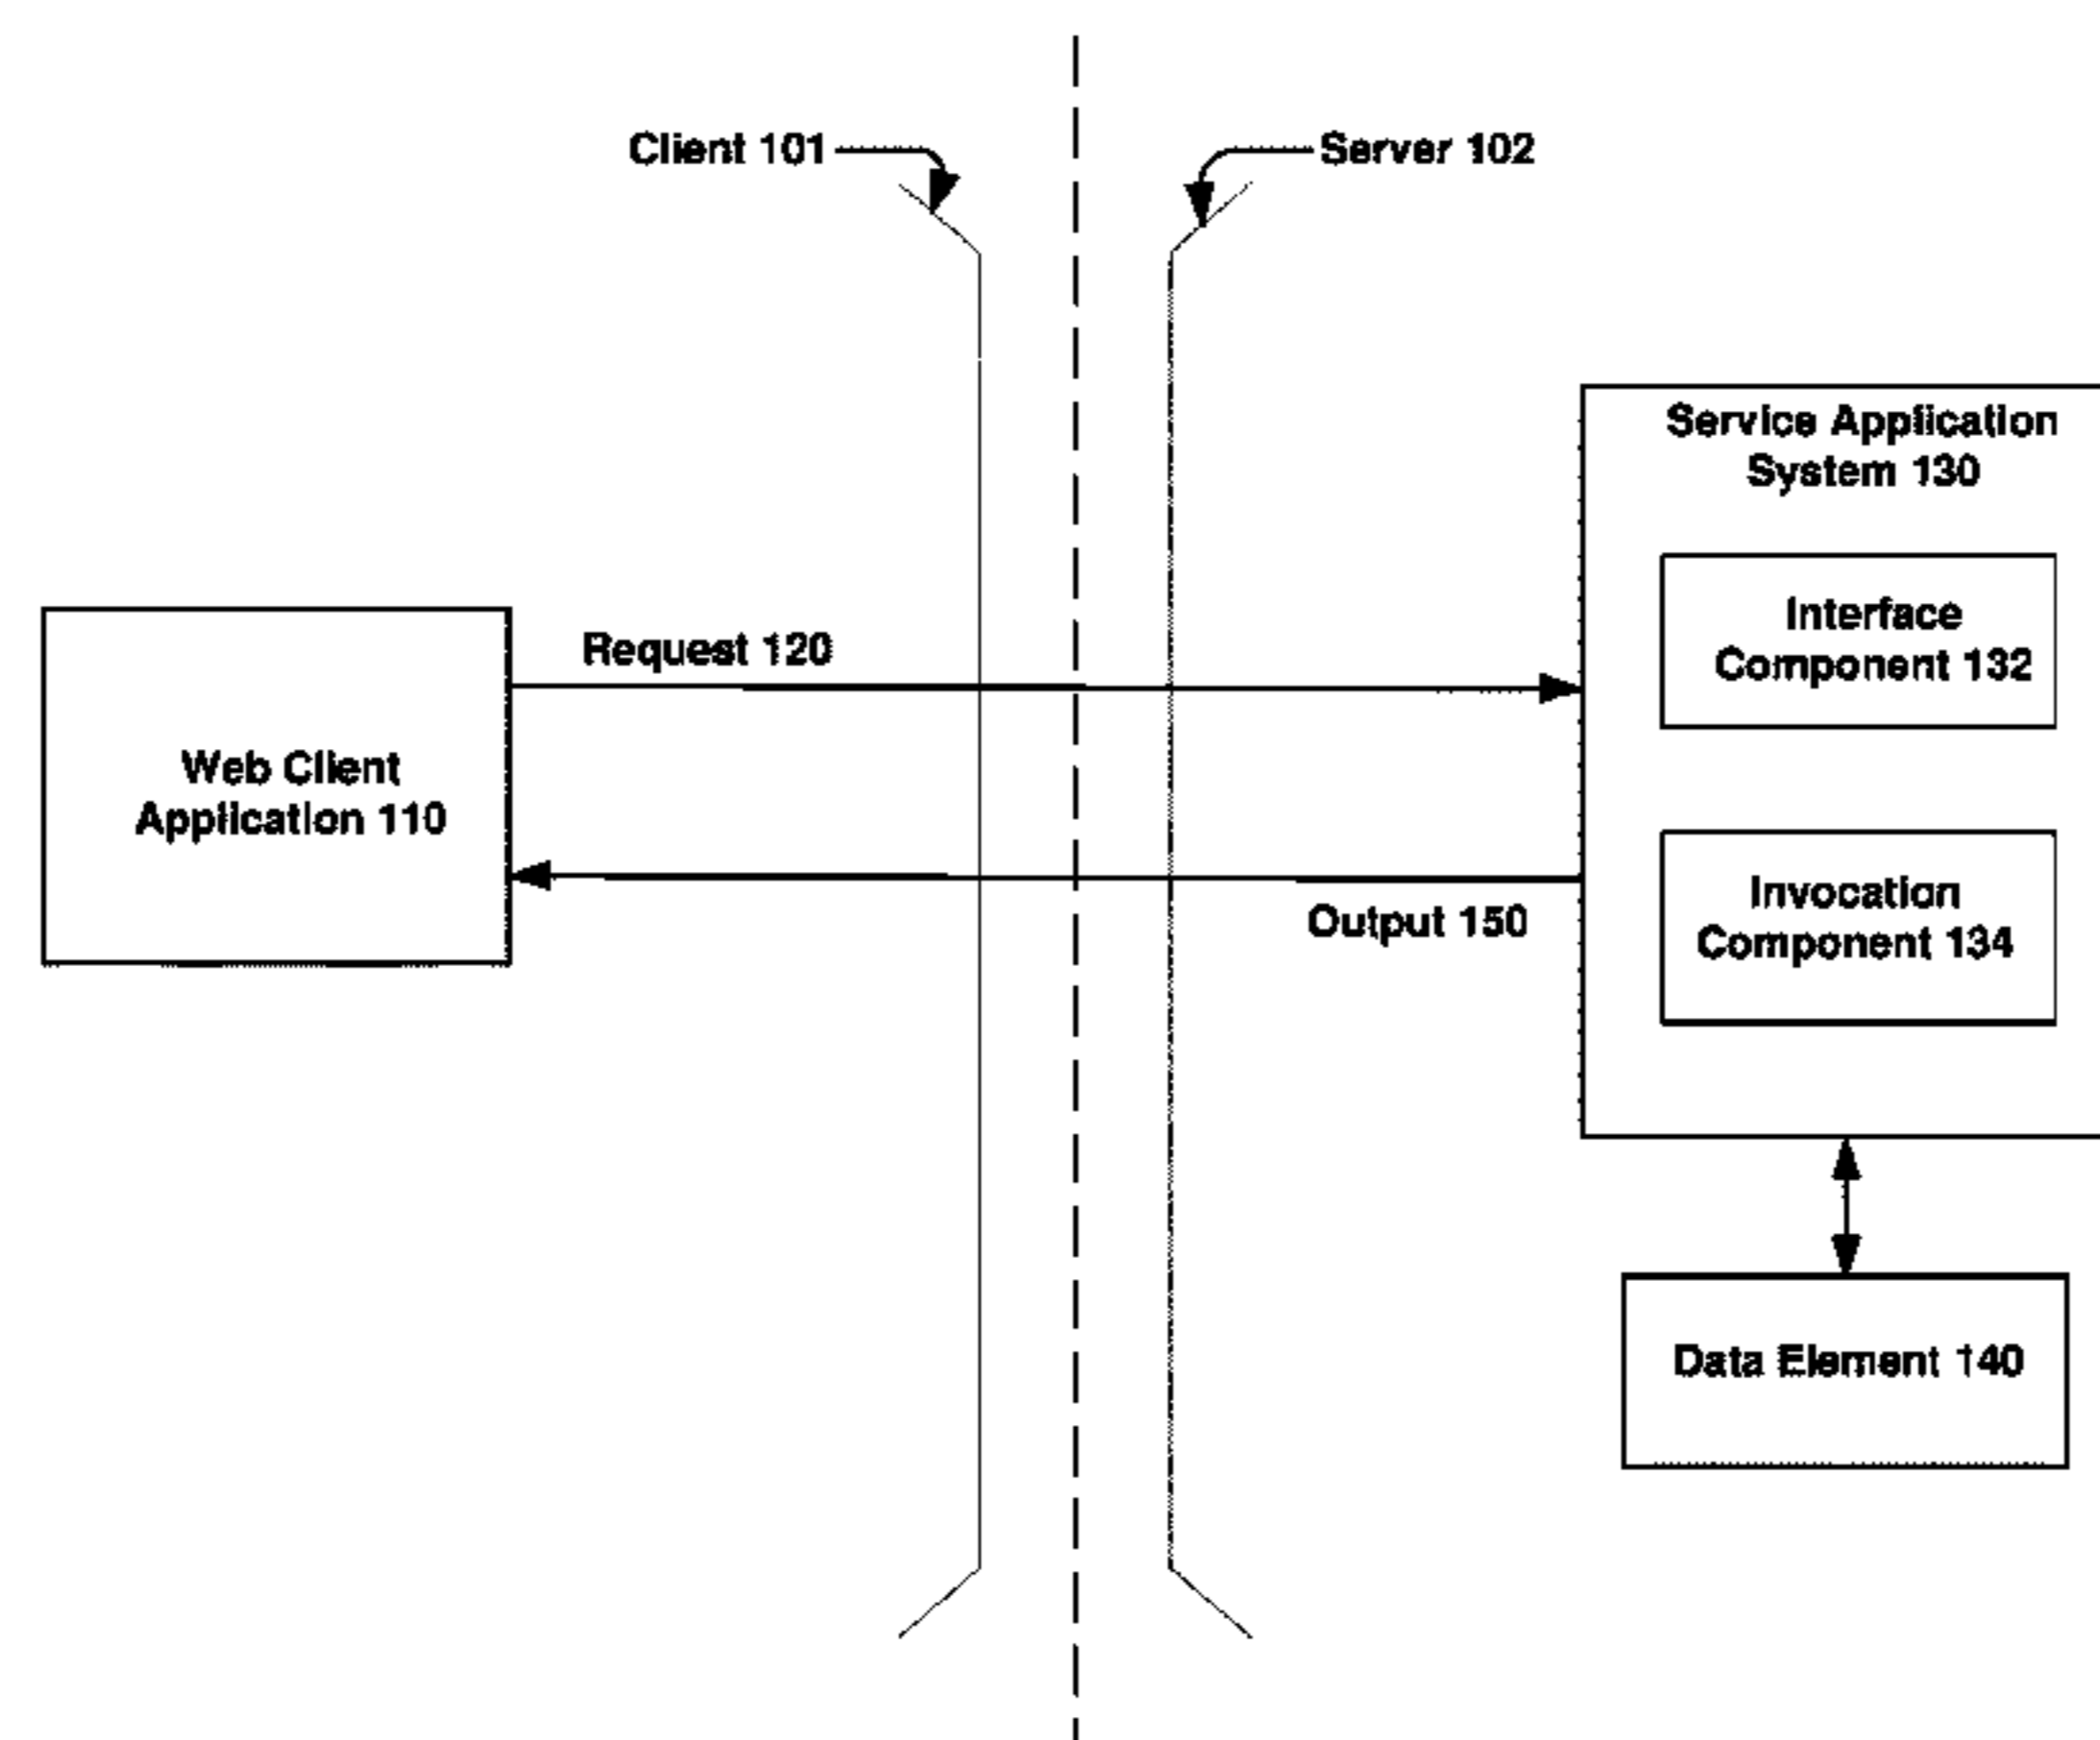 Client 101
Server 102
Service Application
System 130
Interface
Component 132
Request 120
Web Client
Application 110
Invocation
Component 134
Output 150
Data Element 140